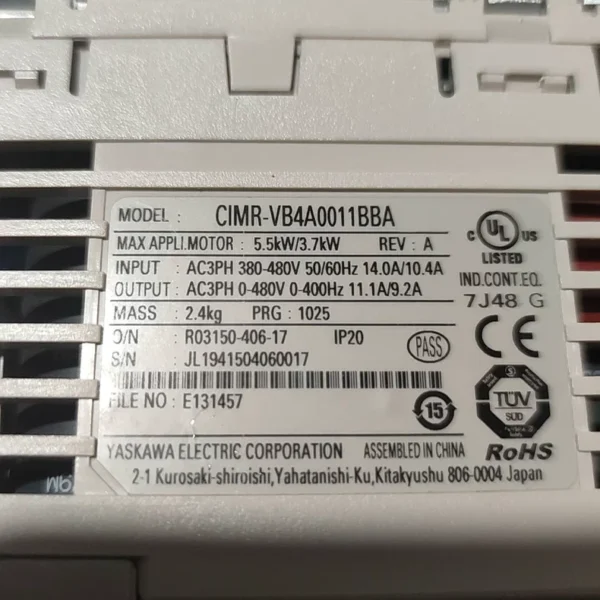 MODEL : CIMR-VB4A0011BBA
MAX APPLI.MOTOR : 5.5kW/3.7kW REV : A
INPUT : AC3PH 380-480V 50/60Hz 14.0A/10.4A
OUTPUT : AC3PH 0-480V 0-400Hz 11.1A/9.2A
MASS : 2.4kg PRG : 1025
O/N : R03150-406-17 IP20
S/N : JL1941504060017
PASS
FILE NO : E131457
15
YASKAWA ELECTRIC CORPORATION ASSEMBLED IN CHINA
2-1 Kurosaki-shiroishi,Yahatanishi-Ku,Kitakyushu 806-0004 Japan
C UL US
LISTED
IND.CONT.EQ.
7J48 G
CE
TÜV
SÜD
RoHS